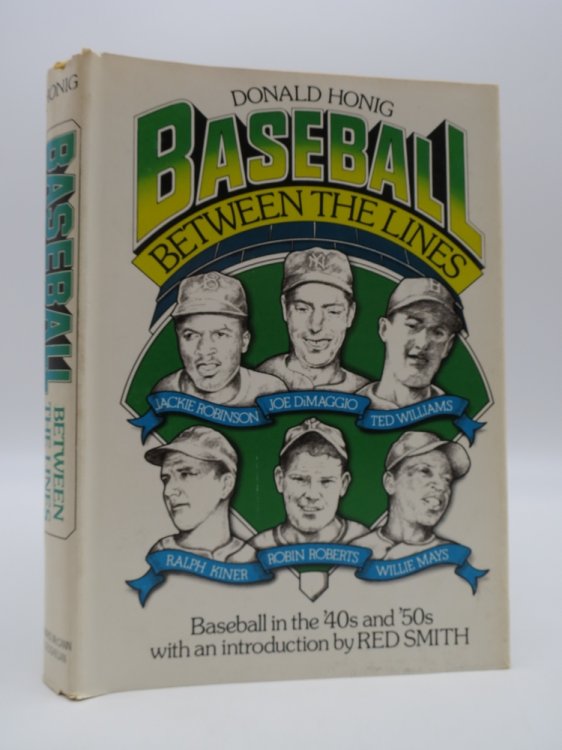 DONALD HONIG
BASEBALL
BETWEEN THE LINES
JACKIE ROBINSON
JOE DiMAGGIO
TED WILLIAMS
RALPH KINER
ROBIN ROBERTS
WILLIE MAYS
Baseball in the '40s and '50s
with an introduction by RED SMITH
HONIG
BASEBALL
BETWEEN
THE LINES